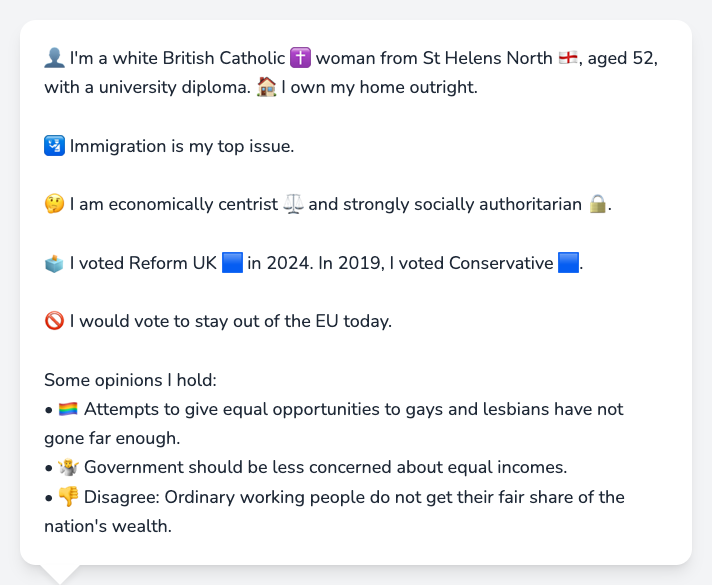 👤 I'm a white British Catholic ✝️ woman from St Helens North 🏴󠁧󠁢󠁥󠁮󠁧󠁿, aged 52,
with a university diploma. 🏠 I own my home outright.
🛂 Immigration is my top issue.
🤔 I am economically centrist ⚖️ and strongly socially authoritarian 🔒.
🗳️ I voted Reform UK 🟦 in 2024. In 2019, I voted Conservative 🟦.
🚫 I would vote to stay out of the EU today.
Some opinions I hold:
• 🏳️‍🌈 Attempts to give equal opportunities to gays and lesbians have not
gone far enough.
• 🤷 Government should be less concerned about equal incomes.
• 👎 Disagree: Ordinary working people do not get their fair share of the
nation's wealth.